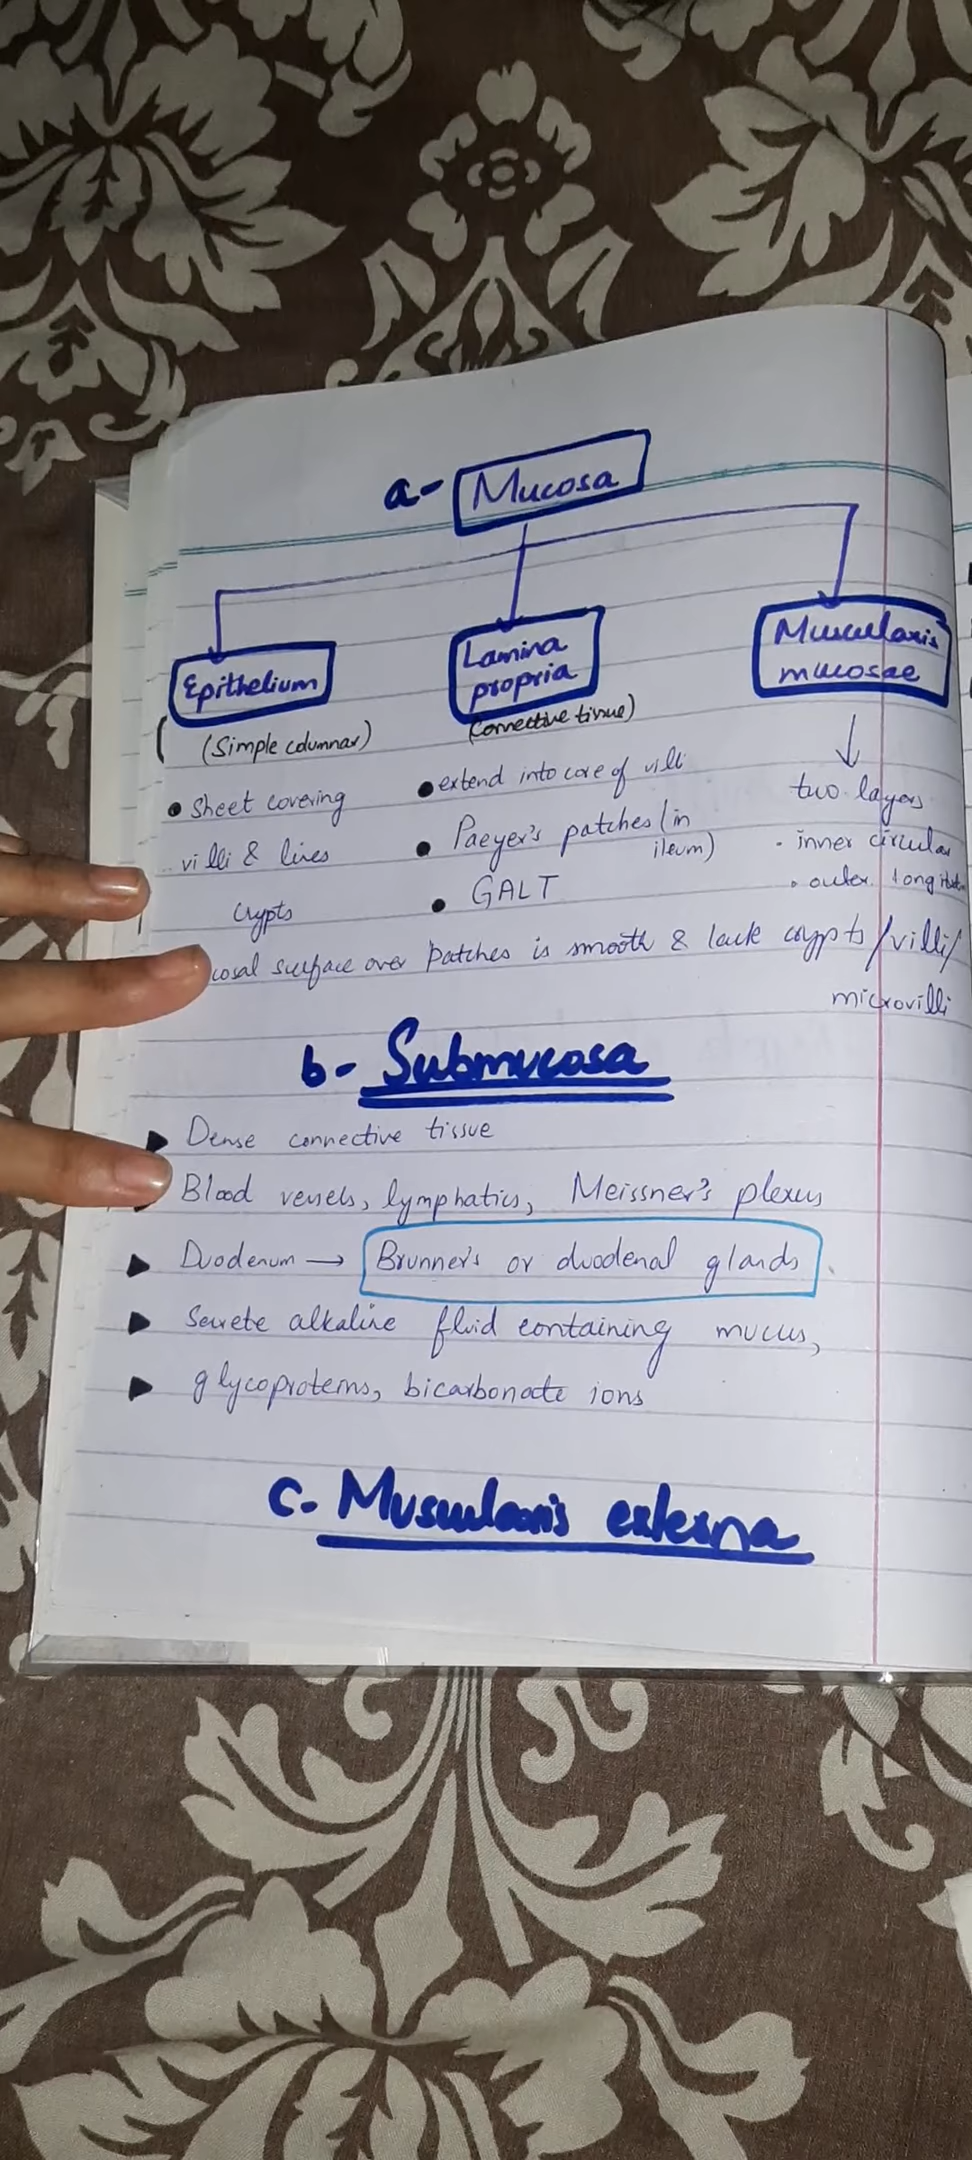 a- Mucosa
Epithelium
(Simple columnar)
Lamina
propria
(Connective tissue)
Muscularis
mucosae
• Sheet covering
villi & lines
crypts
• extend into core of villi
• Paeyer's patches (in
ileum)
• GALT
two layers
• inner circular
• outer
cosal surface over patches is smooth & lack crypts/villi/
microvilli
b- Submucosa
▶ Dense connective tissue
Blood vessels, lymphatics, Meissner's plexus
▶ Duodenum → Brunner's or duodenal glands
▶ Secrete alkaline fluid containing mucus,
▶ glycoproteins, bicarbonate ions
c. Muscularis externa